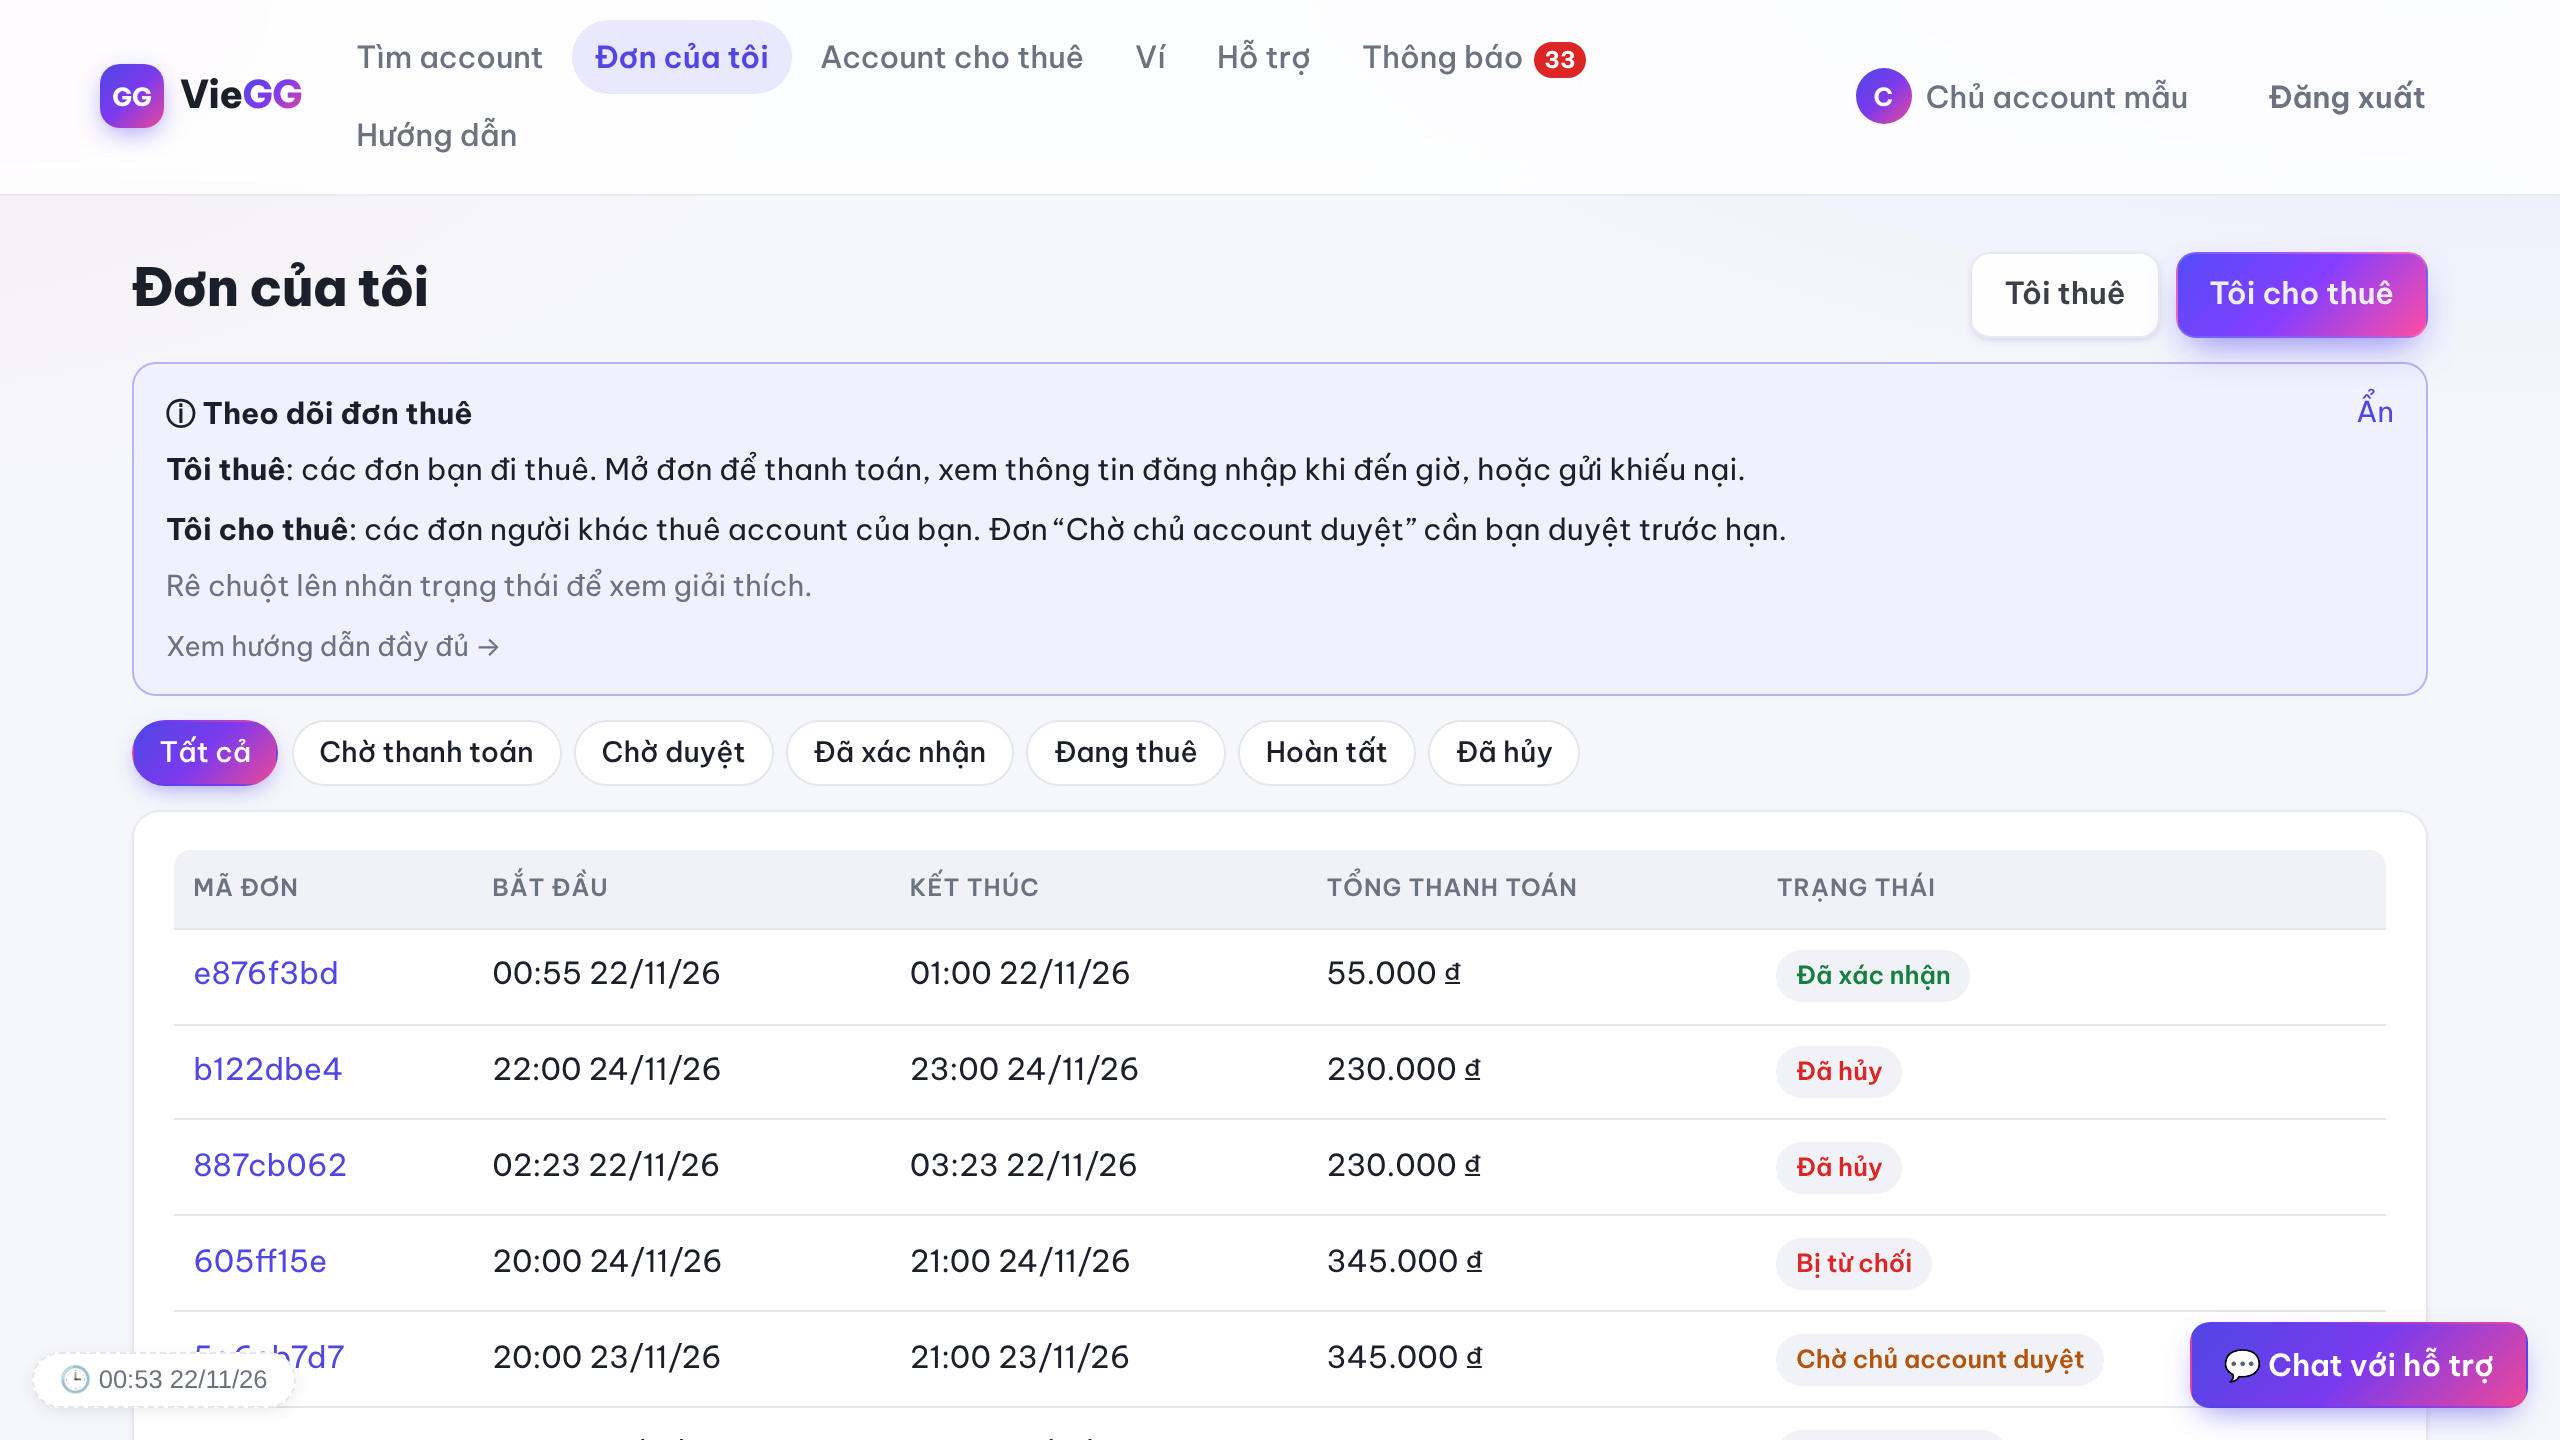 GG VieGG
Tìm account
Đơn của tôi
Account cho thuê
Ví
Hỗ trợ
Thông báo 33
Hướng dẫn
C Chủ account mẫu
Đăng xuất
Đơn của tôi
Tôi thuê
Tôi cho thuê
ⓘ Theo dõi đơn thuê
Ẩn
Tôi thuê: các đơn bạn đi thuê. Mở đơn để thanh toán, xem thông tin đăng nhập khi đến giờ, hoặc gửi khiếu nại.
Tôi cho thuê: các đơn người khác thuê account của bạn. Đơn “Chờ chủ account duyệt” cần bạn duyệt trước hạn.
Rê chuột lên nhãn trạng thái để xem giải thích.
Xem hướng dẫn đầy đủ →
Tất cả
Chờ thanh toán
Chờ duyệt
Đã xác nhận
Đang thuê
Hoàn tất
Đã hủy
MÃ ĐƠN BẮT ĐẦU KẾT THÚC TỔNG THANH TOÁN TRẠNG THÁI
e876f3bd 00:55 22/11/26 01:00 22/11/26 55.000 ₫ Đã xác nhận
b122dbe4 22:00 24/11/26 23:00 24/11/26 230.000 ₫ Đã hủy
887cb062 02:23 22/11/26 03:23 22/11/26 230.000 ₫ Đã hủy
605ff15e 20:00 24/11/26 21:00 24/11/26 345.000 ₫ Bị từ chối
20:00 23/11/26 21:00 23/11/26 345.000 ₫ Chờ chủ account duyệt
🕒 00:53 22/11/26
💬 Chat với hỗ trợ